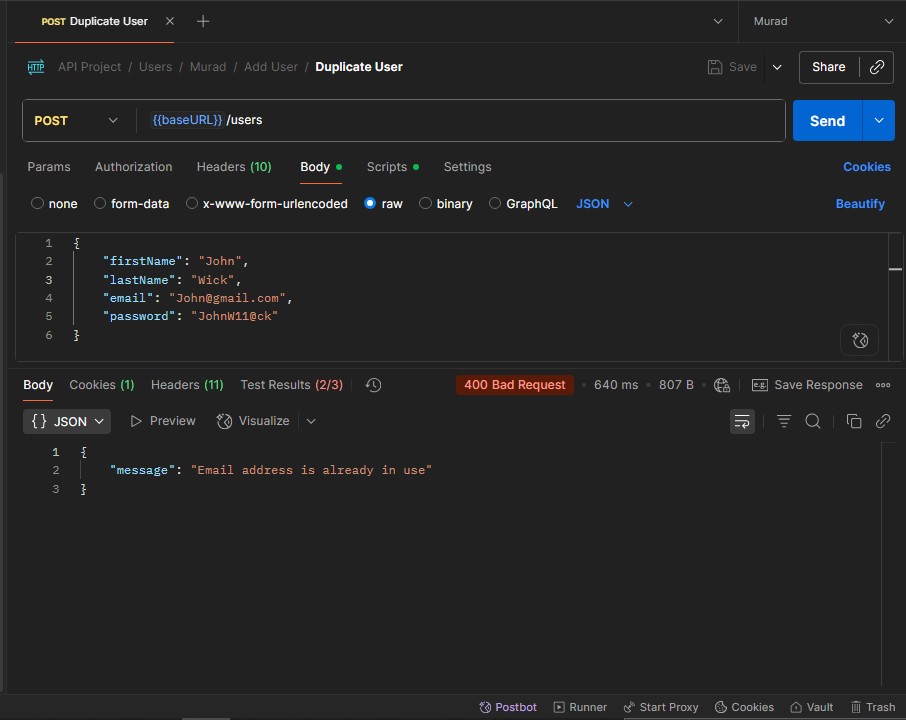 POST Duplicate User
Murad
HTTP API Project / Users / Murad / Add User / Duplicate User
Save
Share
POST
{{baseURL}} /users
Send
Params Authorization Headers (10) Body Scripts Settings Cookies
none form-data x-www-form-urlencoded raw binary GraphQL JSON Beautify
1 {
2 "firstName": "John",
3 "lastName": "Wick",
4 "email": "John@gmail.com",
5 "password": "JohnW11@ck"
6 }
Body Cookies (1) Headers (11) Test Results (2/3) 400 Bad Request 640 ms 807 B e.g. Save Response
{} JSON Preview Visualize
1 {
2 "message": "Email address is already in use"
3 }
Postbot Runner Start Proxy Cookies Vault Trash